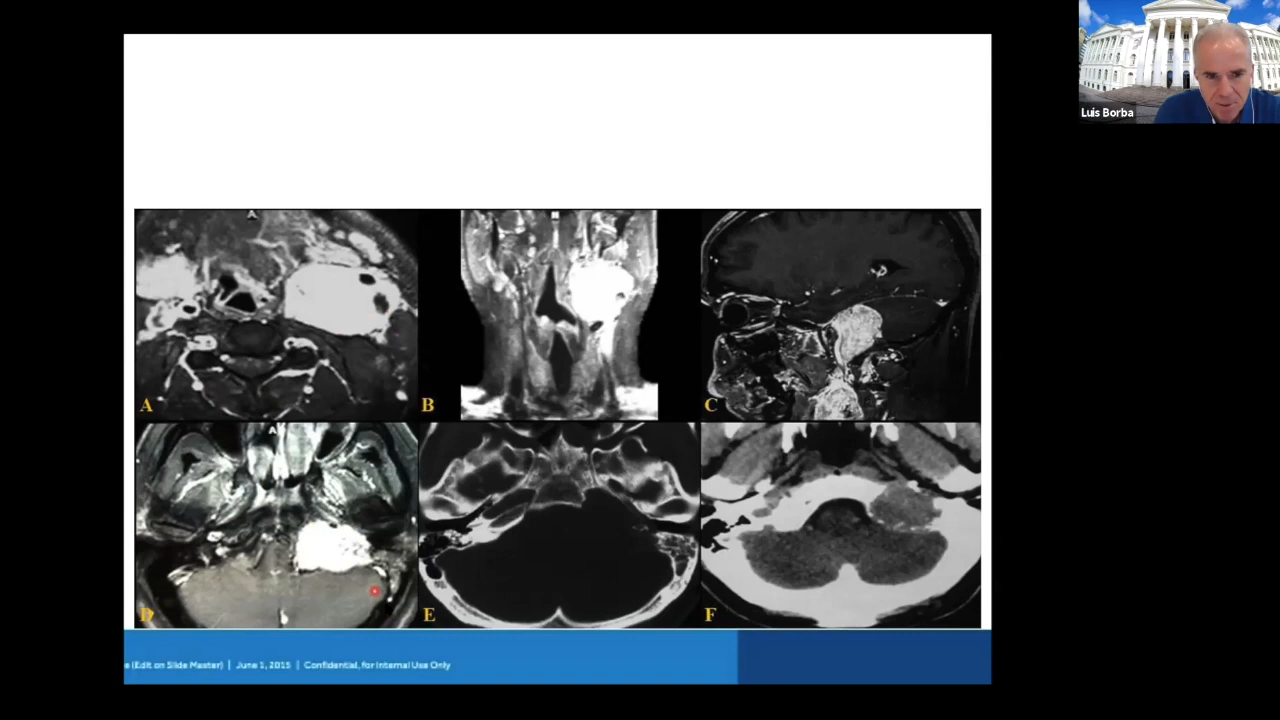 Luis Borba
A
A
B
C
A
D
E
F
e (Edit on Slide Master) | June 1, 2015 | Confidential, for Internal Use Only